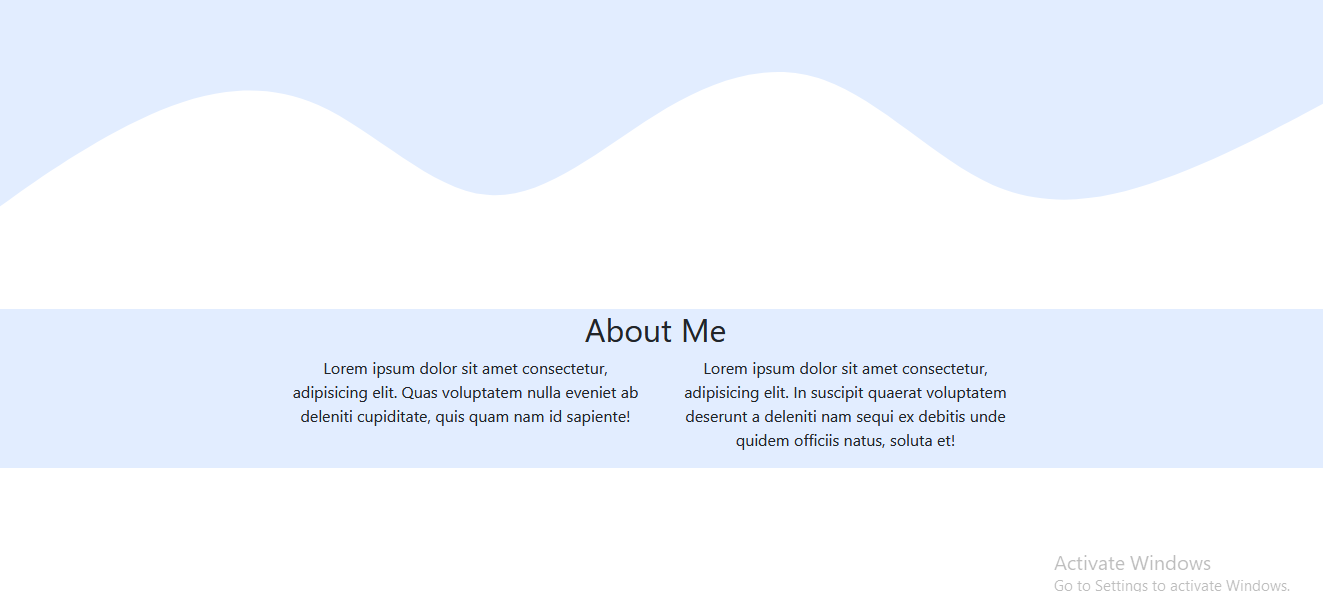 About Me
Lorem ipsum dolor sit amet consectetur,
adipisicing elit. Quas voluptatem nulla eveniet ab
deleniti cupiditate, quis quam nam id sapiente!
Lorem ipsum dolor sit amet consectetur,
adipisicing elit. In suscipit quaerat voluptatem
deserunt a deleniti nam sequi ex debitis unde
quidem officiis natus, soluta et!
Activate Windows
Go to Settings to activate Windows.